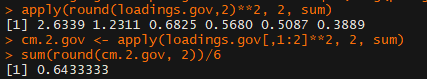 > apply(round(loadings.gov,2)**2, 2, sum)
[1] 2.6339 1.2311 0.6825 0.5680 0.5087 0.3889
> cm.2.gov <- apply(loadings.gov[,1:2]**2, 2, sum)
> sum(round(cm.2.gov, 2))/6
[1] 0.6433333